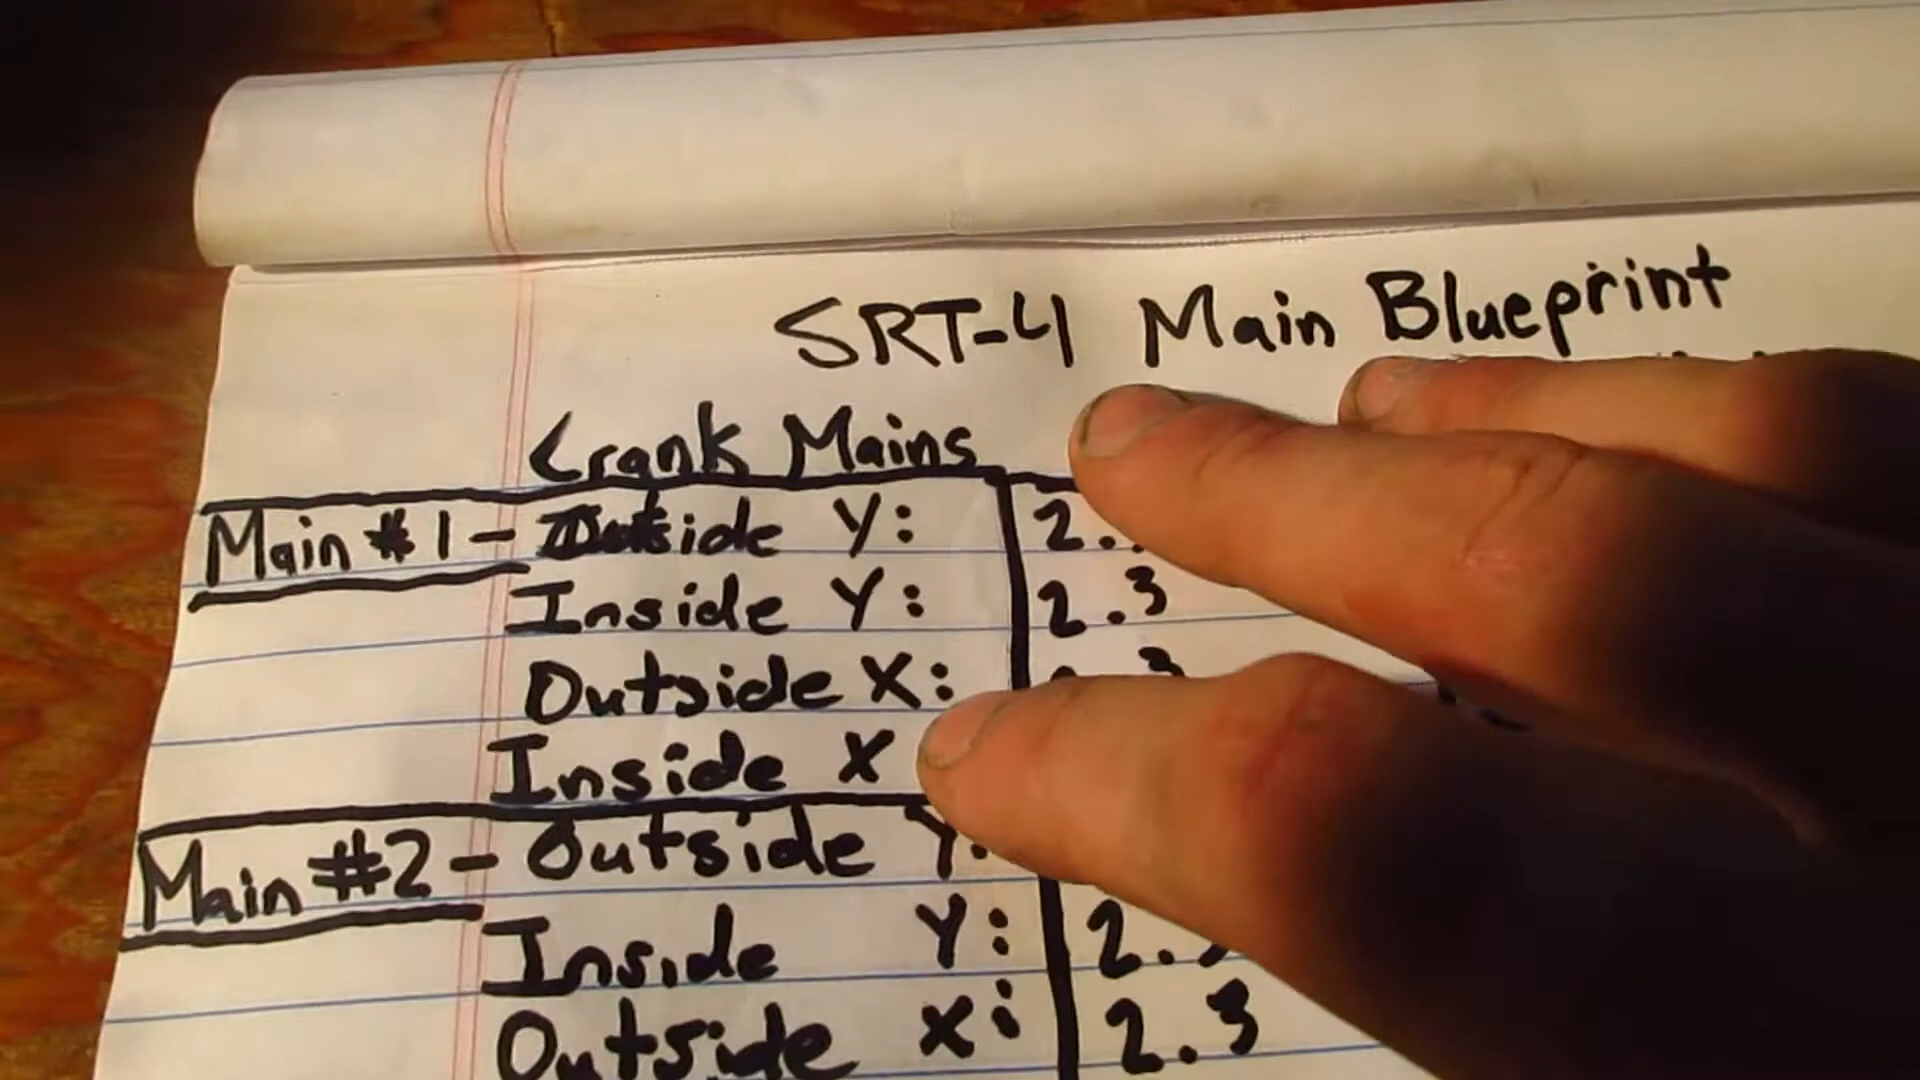 SRT-4 Main Blueprint
Crank Mains
Main #1 - Outside Y: 2.
Inside Y: 2.3
Outside X:
Inside X
Main #2 - Outside Y:
Inside Y: 2.
Outside X: 2.3